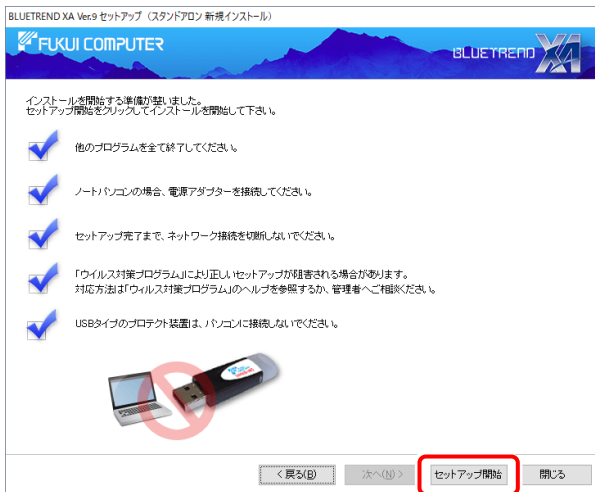 BLUETREND XA Ver.9 セットアップ（スタンドアロン 新規インストール）
FUKUI COMPUTER
BLUETREND XA
インストールを開始する準備が整いました。
セットアップ開始をクリックしてインストールを開始して下さい。
他のプログラムを全て終了してください。
ノートパソコンの場合、電源アダプターを接続してください。
セットアップ完了まで、ネットワーク接続を切断しないでください。
「ウイルス対策プログラム」により正しいセットアップが阻害される場合があります。
対応方法は「ウィルス対策プログラム」のヘルプを参照するか、管理者へご相談ください。
USBタイプのプロテクト装置は、パソコンに接続しないでください。
< 戻る(B)
次へ(N) >
セットアップ開始
閉じる